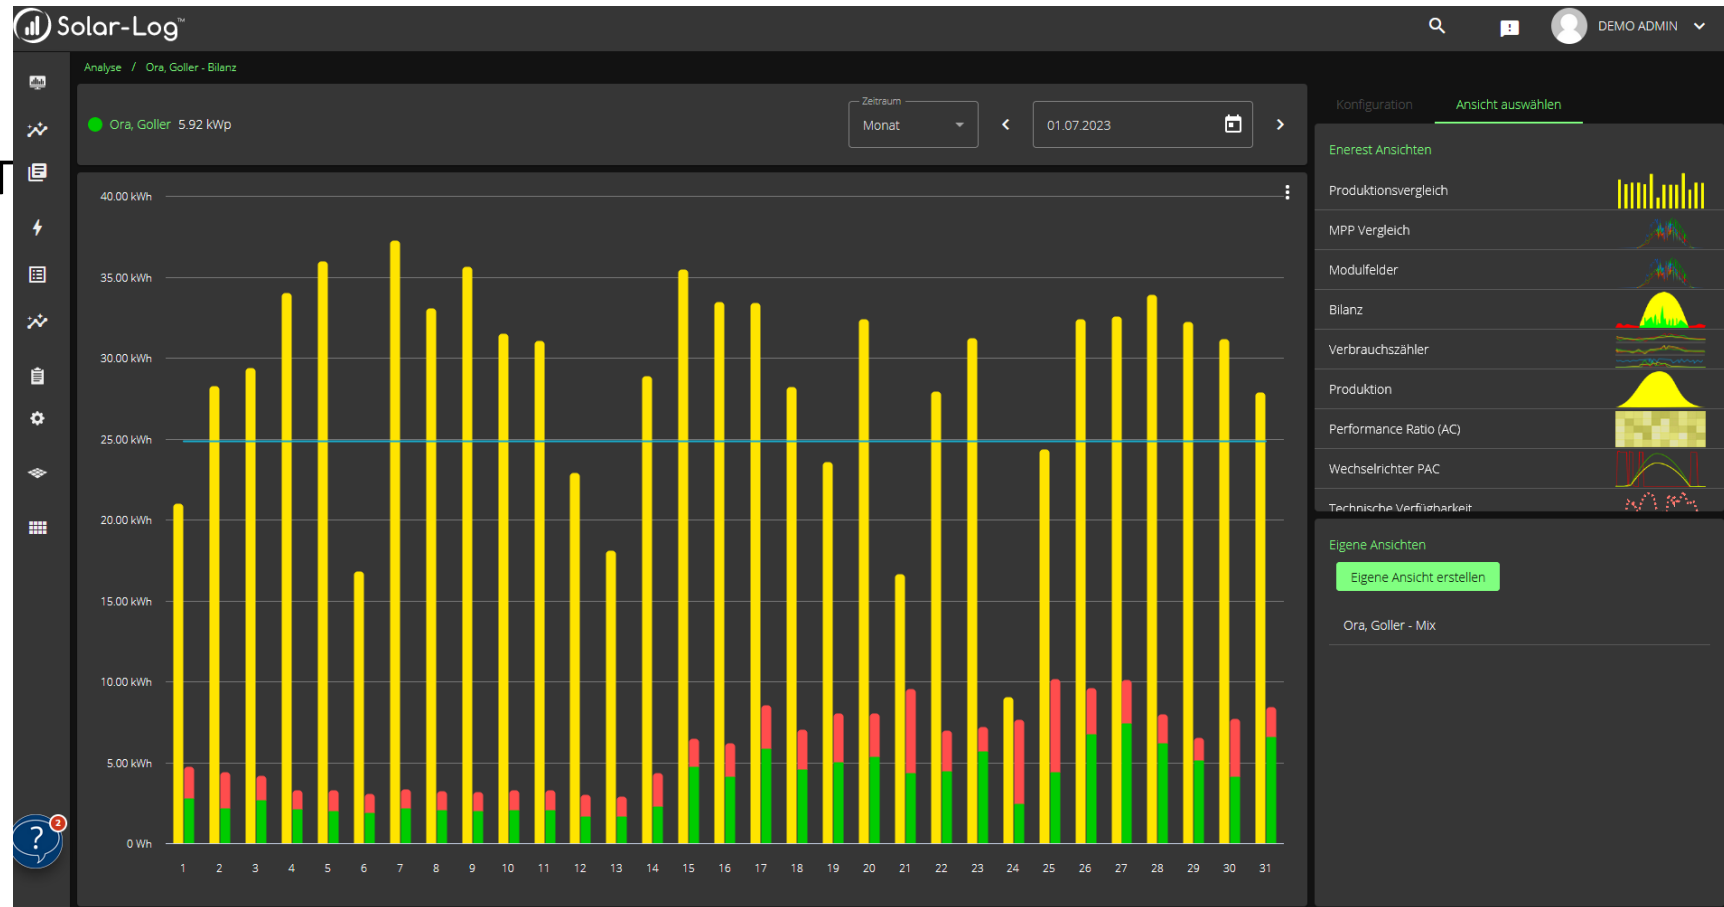 Solar-Log™
DEMO ADMIN
Analyse / Ora, Goller - Bilanz
Ora, Goller 5.92 kWp
Zeitraum
Monat
01.07.2023
Konfiguration
Ansicht auswählen
Enerest Ansichten
Produktionsvergleich
MPP Vergleich
Modulfelder
Bilanz
Verbrauchszähler
Produktion
Performance Ratio (AC)
Wechselrichter PAC
Technische Verfügbarkeit
Eigene Ansichten
Eigene Ansicht erstellen
Ora, Goller - Mix
40.00 kWh
35.00 kWh
30.00 kWh
25.00 kWh
20.00 kWh
15.00 kWh
10.00 kWh
5.00 kWh
0 Wh
1 2 3 4 5 6 7 8 9 10 11 12 13 14 15 16 17 18 19 20 21 22 23 24 25 26 27 28 29 30 31
?
2